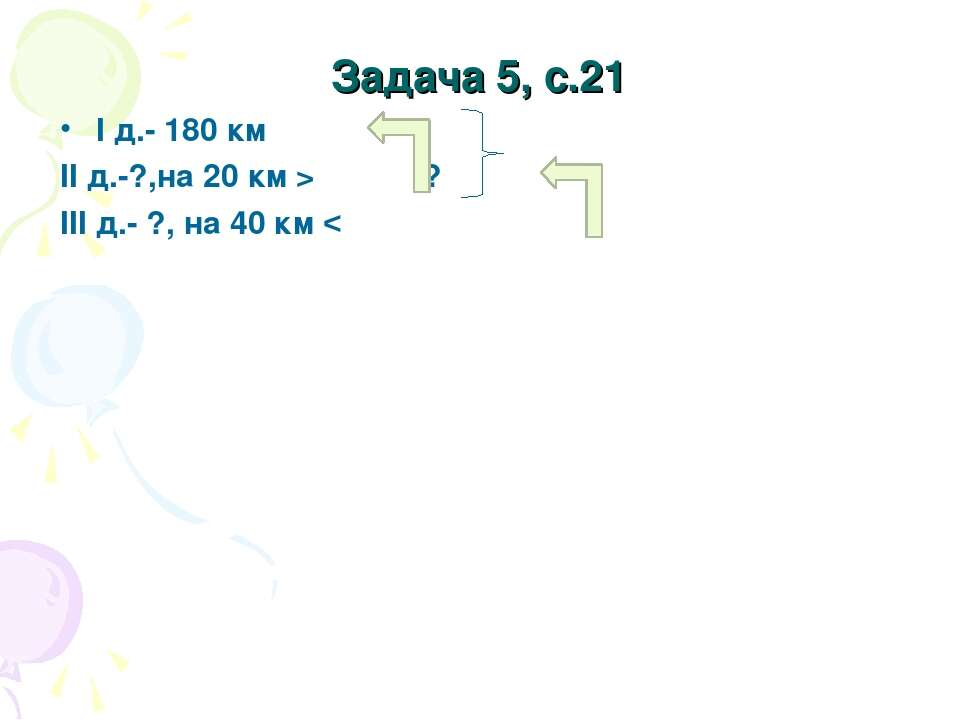 Задача 5, с.21
• I д.- 180 км
II д.-?,на 20 км > ?
III д.- ?, на 40 км <